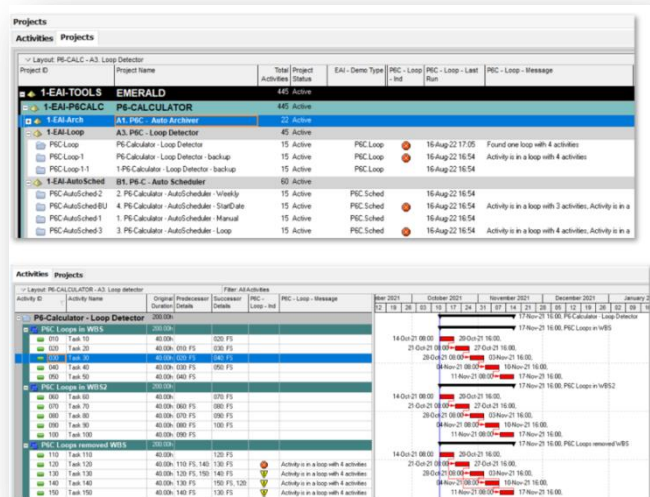 Projects
Activities Projects
Layout: P6-CALC - A3. Loop Detector
Project ID Project Name Total Activities Project Status EAI - Demo Type P6C - Loop - Ind P6C - Loop - Last Run P6C - Loop - Message
1-EAI-TOOLS EMERALD 445 Active
1-EAI-P6CALC P6-CALCULATOR 445 Active
1-EAI-Arch A1. P6C - Auto Archiver 22 Active
1-EAI-Loop A3. P6C - Loop Detector 45 Active
P6C-Loop P6-Calculator - Loop Detector 15 Active P6C.Loop 16-Aug-22 17:05 Found one loop with 4 activities
P6C-Loop-1 P6-Calculator - Loop Detector - backup 15 Active P6C.Loop 16-Aug-22 16:54 Activity is in a loop with 4 activities
P6C-Loop-1-1 1-P6-Calculator - Loop Detector - backup 15 Active 16-Aug-22 16:54
1-EAI-AutoSched B1. P6-C - Auto Scheduler 60 Active
P6C-AutoSched-2 2. P6-Calculator - AutoScheduler - Weekly 15 Active P6C.Sched 16-Aug-22 16:54
P6C-AutoSched-BU 4. P6-Calculator - AutoScheduler - StartDate 15 Active P6C.Sched 16-Aug-22 16:54 Activity is in a loop with 3 activities, Activity is in a
P6C-AutoSched-1 1. P6-Calculator - AutoScheduler - Manual 15 Active P6C.Sched 16-Aug-22 16:54
P6C-AutoSched-3 3. P6-Calculator - AutoScheduler - Loop 15 Active P6C.Sched 16-Aug-22 16:54 Activity is in a loop with 4 activities, Activity is in a
Activities Projects
Layout: P6-CALCULATOR - A3. Loop detector Filter: All Activities
Activity ID Activity Name Original Duration Predecessor Details Successor Details P6C - Loop - Ind P6C - Loop - Message October 2021 November 2021 December 2021 January 2
P6-Calculator - Loop Detector 200.00h 17-Nov-21 16:00, P6-Calculator - Loop Detector
P6C Loops in WBS 200.00h 17-Nov-21 16:00, P6C Loops in WBS
010 Task 10 40.00h 020: FS 14-Oct-21 08:00 20-Oct-21 16:00,
020 Task 20 40.00h 010: FS 030: FS 21-Oct-21 08:00 27-Oct-21 16:00,
030 Task 30 40.00h 020: FS 040: FS 28-Oct-21 08:00 03-Nov-21 16:00,
040 Task 40 40.00h 030: FS 050: FS 04-Nov-21 08:00 10-Nov-21 16:00,
050 Task 50 40.00h 040: FS 11-Nov-21 08:00 17-Nov-21 16:00,
P6C Loops in WBS2 200.00h 17-Nov-21 16:00, P6C Loops in WBS2
060 Task 60 40.00h 070: FS 14-Oct-21 08:00 20-Oct-21 16:00,
070 Task 70 40.00h 060: FS 080: FS 21-Oct-21 08:00 27-Oct-21 16:00,
080 Task 80 40.00h 070: FS 090: FS 28-Oct-21 08:00 03-Nov-21 16:00,
090 Task 90 40.00h 080: FS 100: FS 04-Nov-21 08:00 10-Nov-21 16:00,
100 Task 100 40.00h 090: FS 11-Nov-21 08:00 17-Nov-21 16:00,
P6C Loops removed WBS 200.00h 17-Nov-21 16:00, P6C Loops removed WBS
110 Task 110 40.00h 120: FS 14-Oct-21 08:00 20-Oct-21 16:00,
120 Task 120 40.00h 110: FS, 140: 130: FS Activity is in a loop with 4 activities 21-Oct-21 08:00 27-Oct-21 16:00,
130 Task 130 40.00h 120: FS, 150: 140: FS Activity is in a loop with 4 activities 28-Oct-21 08:00 03-Nov-21 16:00,
140 Task 140 40.00h 130: FS 150: FS, 120: Activity is in a loop with 4 activities 04-Nov-21 08:00 10-Nov-21 16:00,
150 Task 150 40.00h 140: FS 130: FS Activity is in a loop with 4 activities 11-Nov-21 08:00 17-Nov-21 16:00,